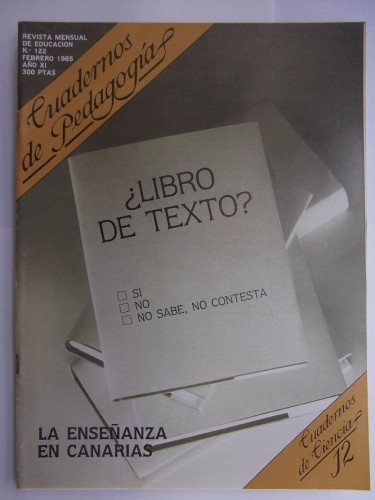 REVISTA MENSUAL
DE EDUCACION
N.º 122
FEBRERO 1985
AÑO XI
300 PTAS
Cuadernos
de Pedagogía
¿LIBRO
DE TEXTO?
SI
NO
NO SABE, NO CONTESTA
LA ENSEÑANZA
EN CANARIAS
Cuadernos
de Ciencia
12